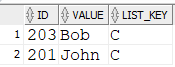 ID VALUE LIST_KEY
1 203 Bob C
2 201 John C